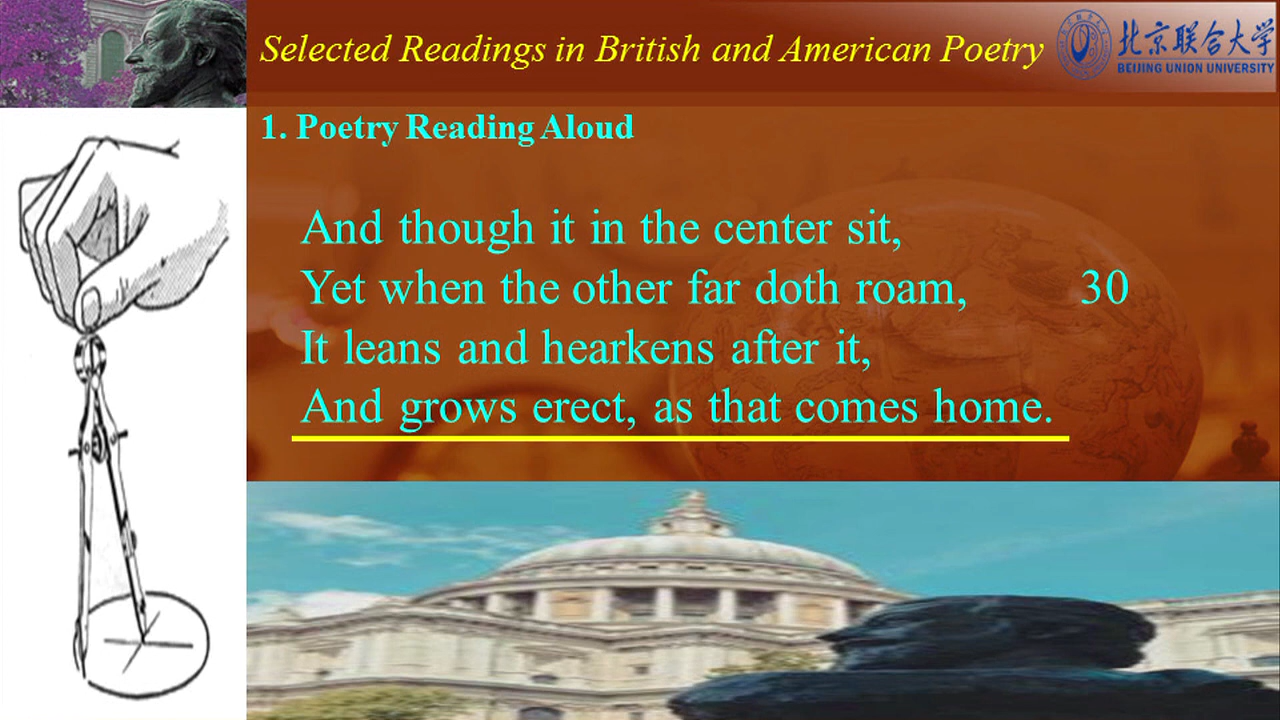 Selected Readings in British and American Poetry
北京联合大学
BEIJING UNION UNIVERSITY
1. Poetry Reading Aloud
And though it in the center sit,
Yet when the other far doth roam, 30
It leans and hearkens after it,
And grows erect, as that comes home.